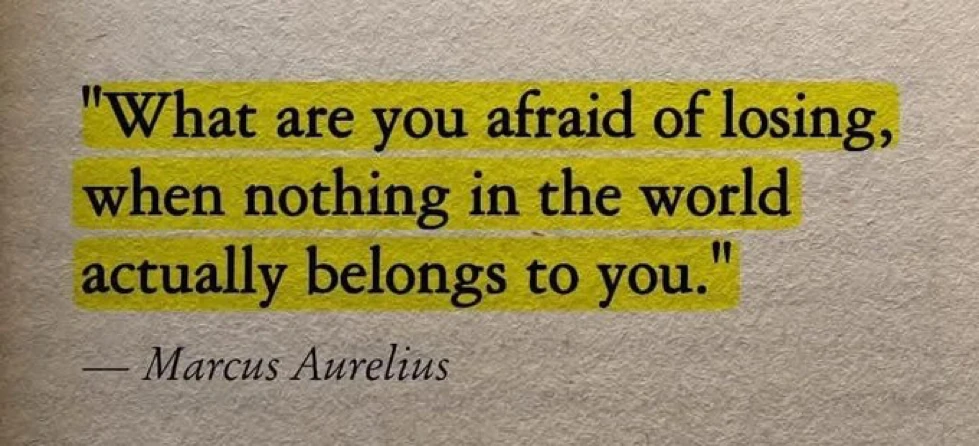 "What are you afraid of losing,
when nothing in the world
actually belongs to you."
— Marcus Aurelius